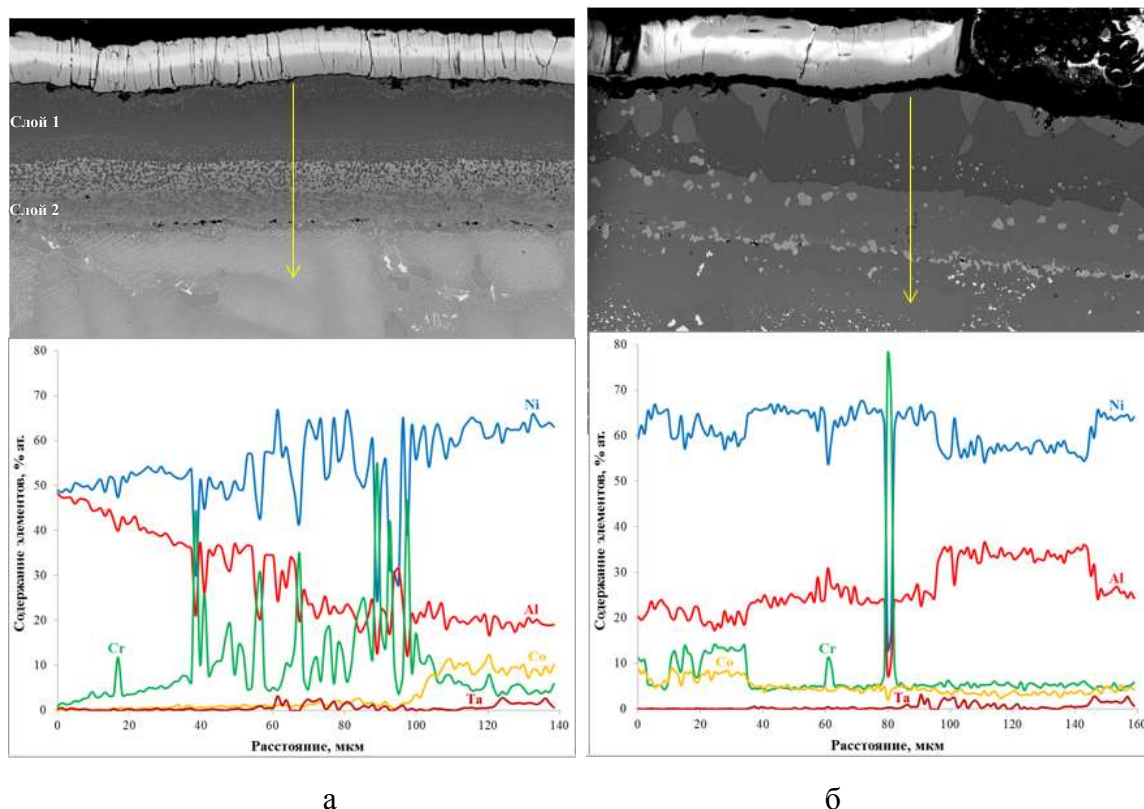 Слой 1
Слой 2
Содержание элементов, % ат.
80
70
60
50
40
30
20
10
0
Ni
Al
Cr
Co
Ta
0 20 40 60 80 100 120 140
Расстояние, мкм
а
Содержание элементов, % ат.
80
70
60
50
40
30
20
10
0
Ni
Al
Cr
Co
Ta
0 20 40 60 80 100 120 140 160
Расстояние, мкм
б